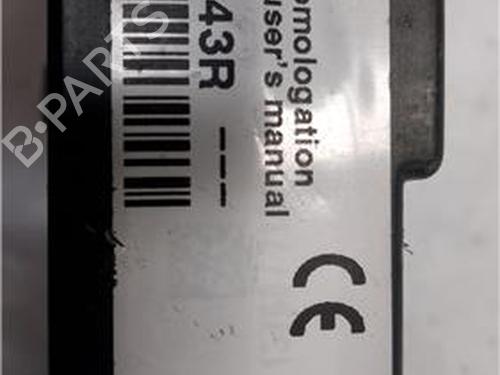 omologation
user's manual
43R ---
CE
B-PARTS